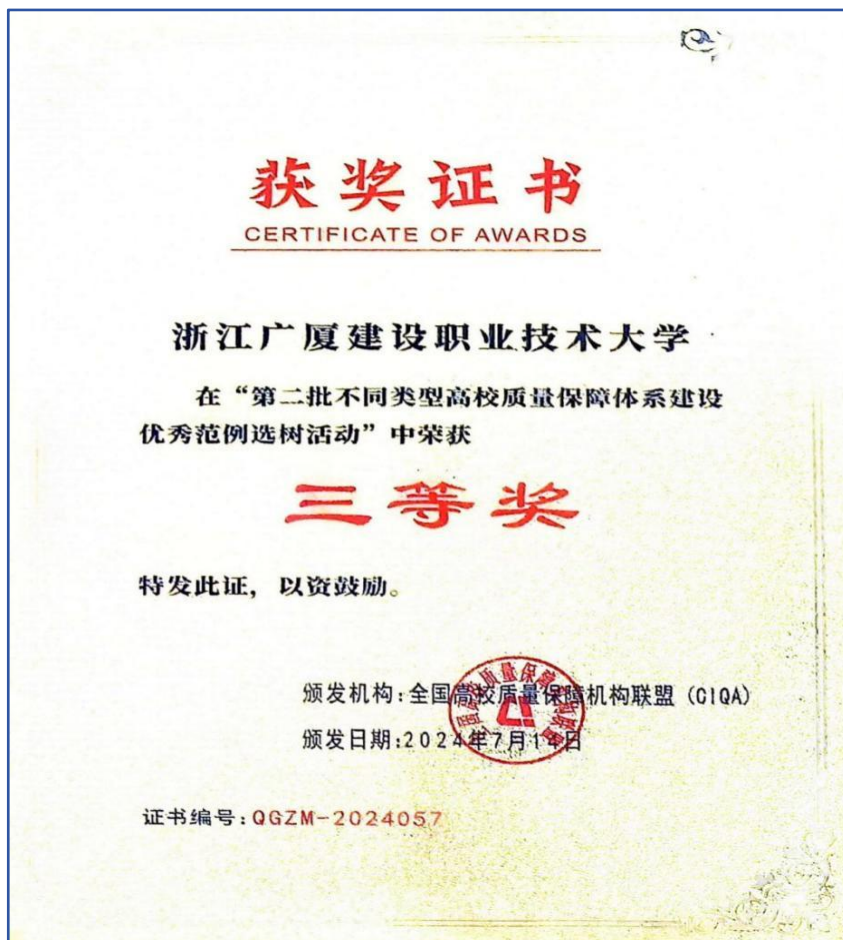 获奖证书
CERTIFICATE OF AWARDS
浙江广厦建设职业技术大学
在“第二批不同类型高校质量保障体系建设
优秀范例选树活动”中荣获
三等奖
特发此证，以资鼓励。
颁发机构:全国高校质量保障机构联盟 (CIQA)
颁发日期:2024年7月14日
证书编号:QGZM-2024057